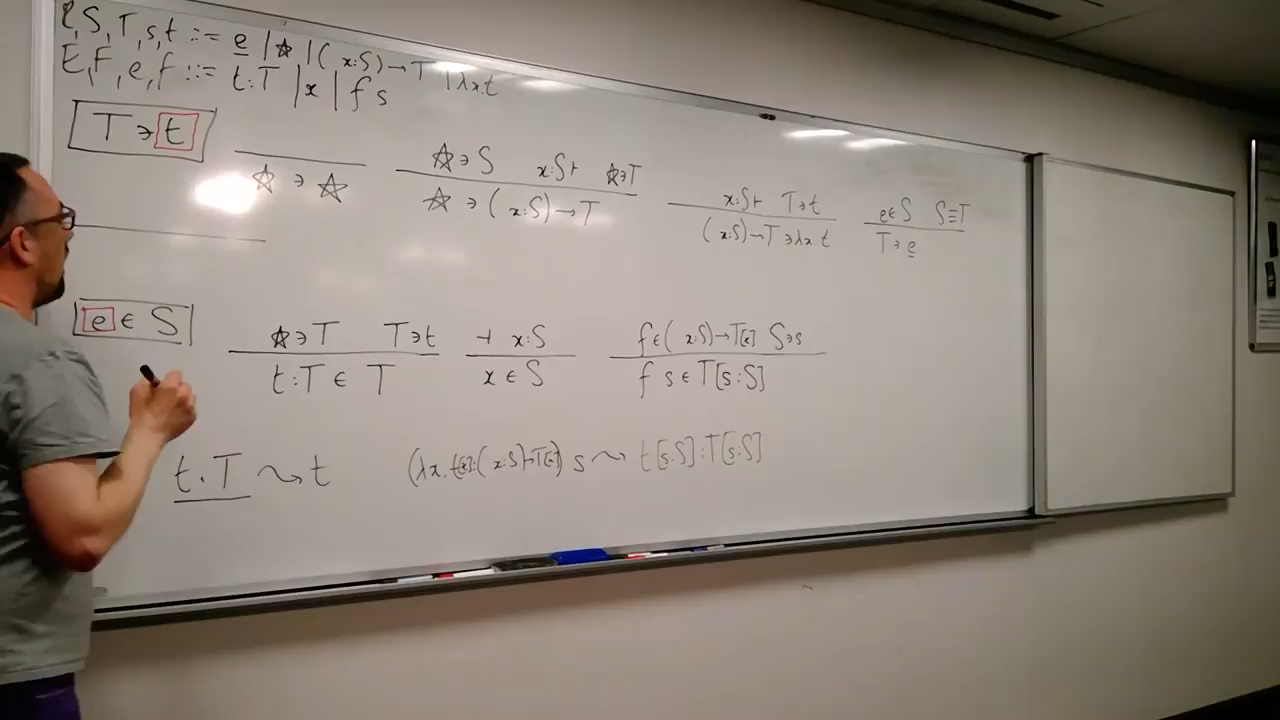 R,S,T,s,t ::= e | ☆ | (x:S)→T | λx.t
E,F,e,f ::= t:T | x | f s
T ∋ t
☆ ∋ S x:S⊢ ☆∋T
☆ ∋ ☆ ☆ ∋ (x:S)→T
x:S⊢ T∋t
(x:S)→T ∋ λx.t
e∈S S≡T
T ∋ e
e ∈ S
☆∋T T∋t ⊣ x:S f∈(x:S)→T[x] S∋s
t:T ∈ T x ∈ S f s ∈ T[s:S]
t:T ⇝ t (λx.t[x]:(x:S)→T[x]) s ⇝ t[s:S]:T[s:S]